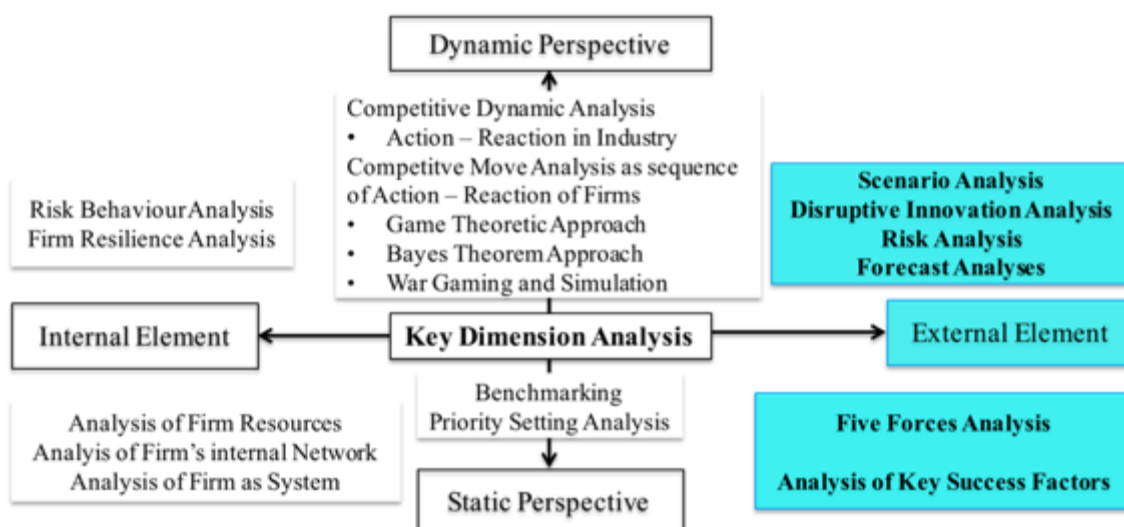 Dynamic Perspective
Competitive Dynamic Analysis
• Action – Reaction in Industry
Competitve Move Analysis as sequence
of Action – Reaction of Firms
• Game Theoretic Approach
• Bayes Theorem Approach
• War Gaming and Simulation
Risk Behaviour Analysis
Firm Resilience Analysis
Scenario Analysis
Disruptive Innovation Analysis
Risk Analysis
Forecast Analyses
Internal Element
Key Dimension Analysis
External Element
Analysis of Firm Resources
Analyis of Firm's internal Network
Analysis of Firm as System
Benchmarking
Priority Setting Analysis
Five Forces Analysis
Analysis of Key Success Factors
Static Perspective